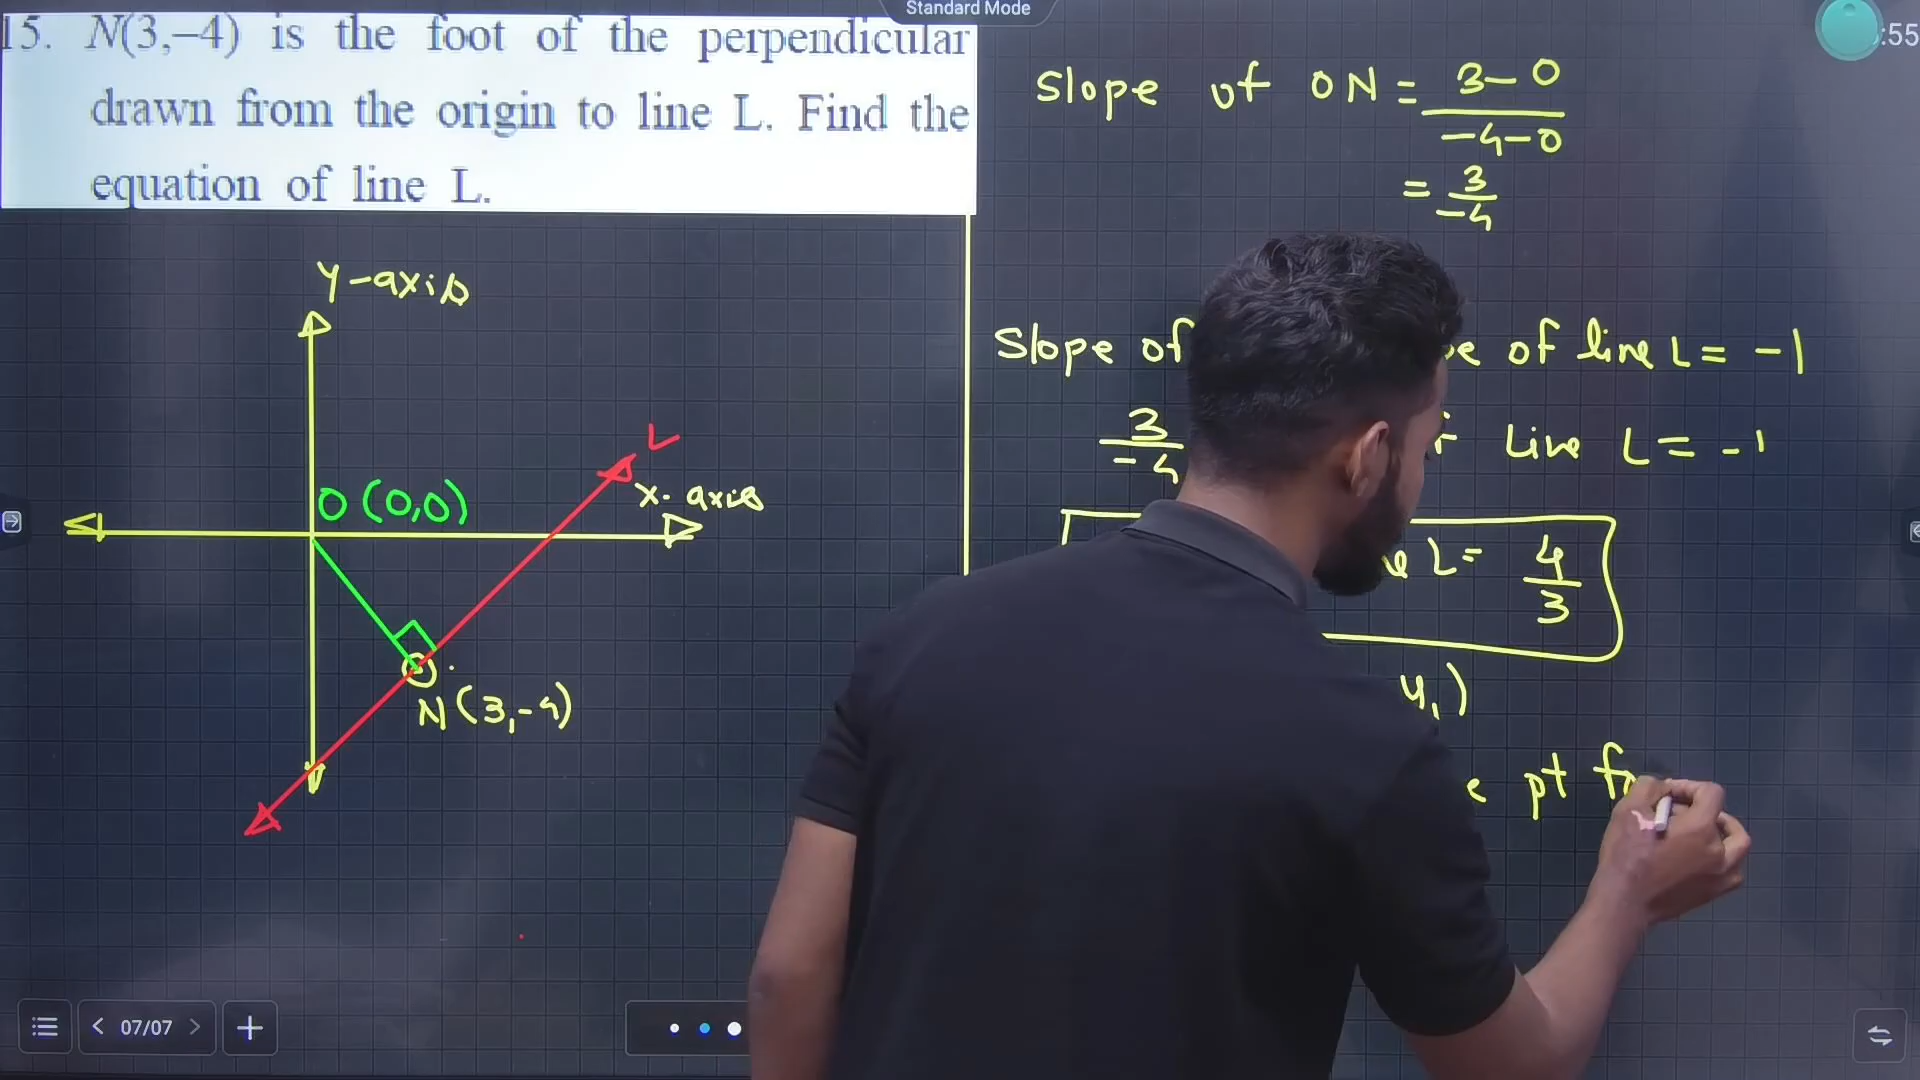 Standard Mode
:55
15. N(3,–4) is the foot of the perpendicular
drawn from the origin to line L. Find the
equation of line L.
Y-axis
L
X-axis
O (0,0)
N(3,-4)
Slope of ON = 3-0
-4-0
= 3
-4
Slope of of line L = -1
3
-4
Line L = -1
L = 4
3
y₁)
pt
07/07